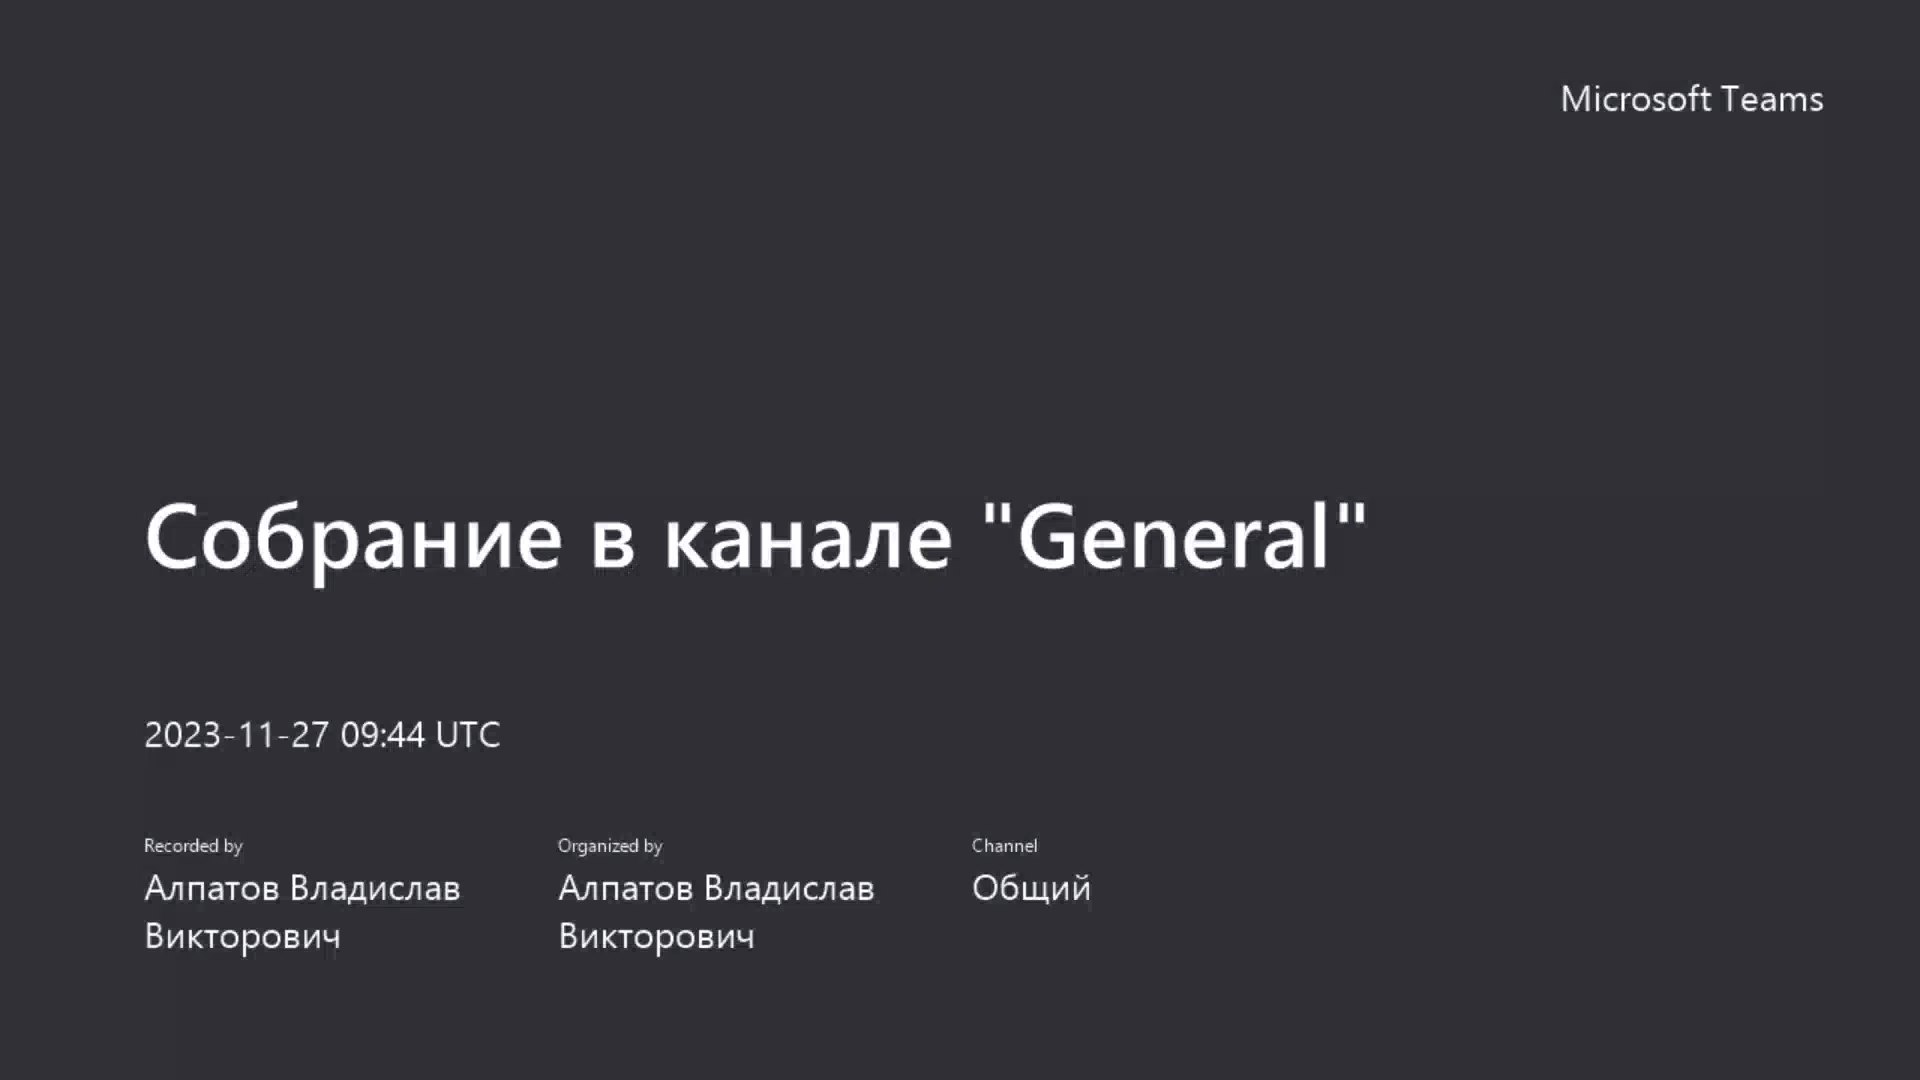 Microsoft Teams
Собрание в канале "General"
2023-11-27 09:44 UTC
Recorded by
Алпатов Владислав
Викторович
Organized by
Алпатов Владислав
Викторович
Channel
Общий